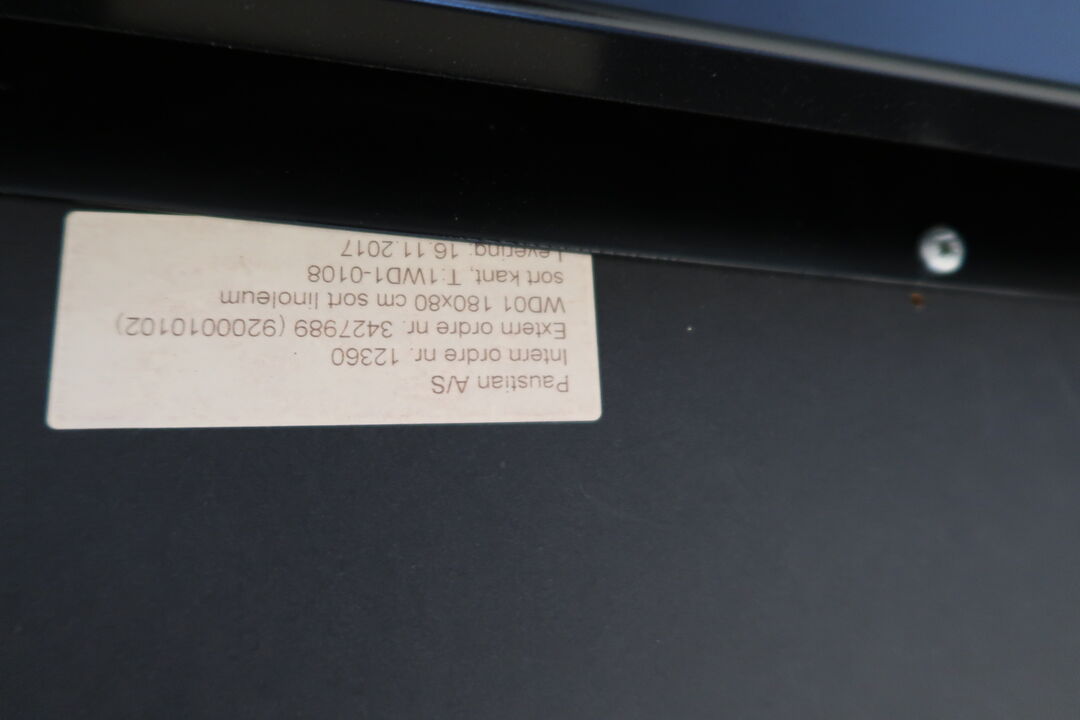 Paustian A/S
Intern ordre nr. 12360
Extern ordre nr. 3427989 (9200010102)
WD01 180x80 cm sort linoleum
sort kant, T:1WD1-0108
Levering: 16.11.2017